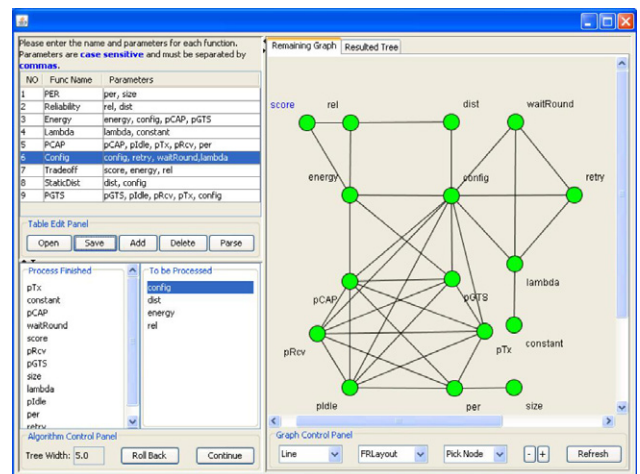 Please enter the name and parameters for each function.
Parameters are case sensitive and must be separated by
commas.
NO Func Name Parameters
1 PER per, size
2 Reliability rel, dist
3 Energy energy, config, pCAP, pGTS
4 Lambda lambda, constant
5 PCAP pCAP, pIdle, pTx, pRcv, per
6 Config config, retry, waitRound,lambda
7 Tradeoff score, energy, rel
8 StaticDist dist, config
9 PGTS pGTS, pIdle, pRcv, pTx, config
Table Edit Panel
Open Save Add Delete Parse
Process Finished
pTx
constant
pCAP
waitRound
score
pRcv
pGTS
size
lambda
pIdle
per
retry
To be Processed
config
dist
energy
rel
Algorithm Control Panel
Tree Width: 5.0 Roll Back Continue
Remaining Graph Resulted Tree
score rel dist waitRound
energy config retry
lambda
pCAP pGTS
pRcv pTx constant
pIdle per size
Graph Control Panel
Line FRLayout Pick Node - + Refresh